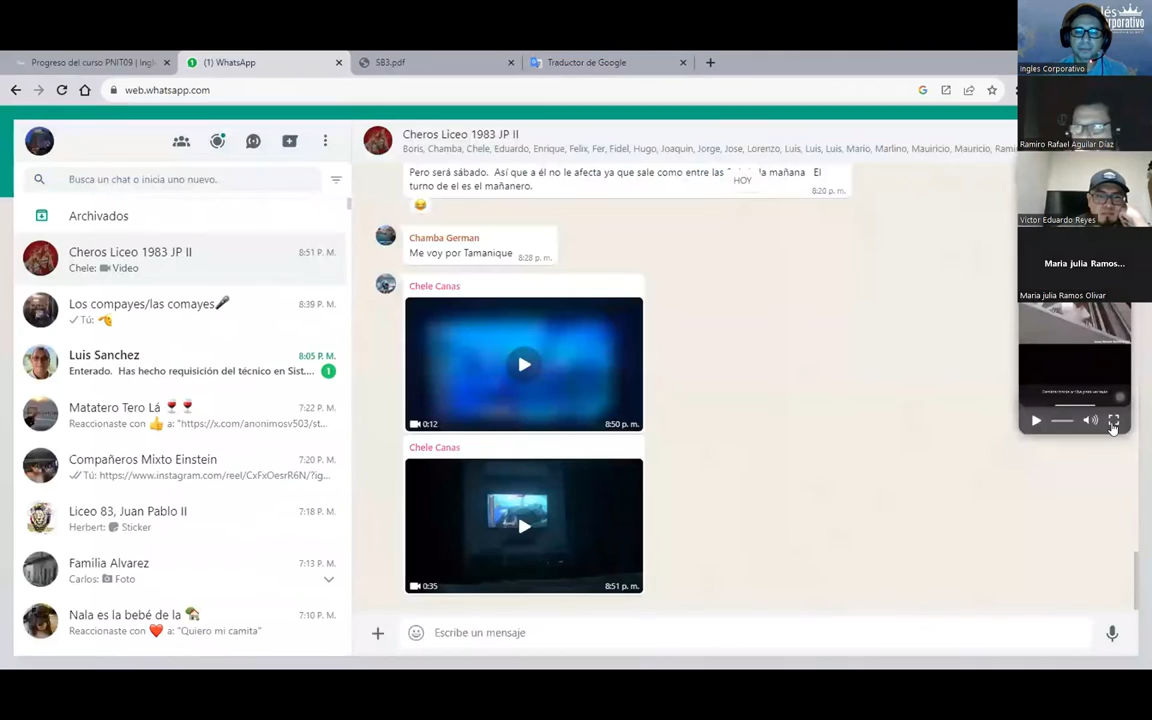 Progreso del curso PNIT09 | Ingl
(1) WhatsApp
SB3.pdf
Traductor de Google
web.whatsapp.com
Ingles Corporativo
Ramiro Rafael Aguilar Diaz
Victor Eduardo Reyes
Maria julia Ramos...
Maria julia Ramos Olivar
Busca un chat o inicia uno nuevo.
Archivados
Cheros Liceo 1983 JP II
8:51 P. M.
Chele: Video
Los compayes/las comayes🎤
8:39 P. M.
Tú: 🫔
Luis Sanchez
8:05 P. M.
Enterado. Has hecho requisición del técnico en Sist....
1
Matatero Tero Lá 🍷🍷
7:22 P. M.
Reaccionaste con 👍 a: "https://x.com/anonimosv503/st...
Compañeros Mixto Einstein
7:20 P. M.
Tú: https://www.instagram.com/reel/CxFxOesrR6N/?ig...
Liceo 83, Juan Pablo II
7:18 P. M.
Herbert: Sticker
Familia Alvarez
7:13 P. M.
Carlos: Foto
Nala es la bebé de la 🏡
7:10 P. M.
Reaccionaste con ❤️ a: "Quiero mi camita"
Cheros Liceo 1983 JP II
Boris, Chamba, Chele, Eduardo, Enrique, Felix, Fer, Fidel, Hugo, Joaquin, Jorge, Jose, Lorenzo, Luis, Luis, Luis, Mario, Marlino, Mauiricio, Mauricio, Ramu
Pero será sábado. Así que a él no le afecta ya que sale como entre las la mañana El
HOY
turno de el es el mañanero.
8:20 p. m.
😂
Chamba German
Me voy por Tamanique
8:28 p. m.
Chele Canas
0:12
8:50 p. m.
Chele Canas
0:35
8:51 p. m.
Escribe un mensaje